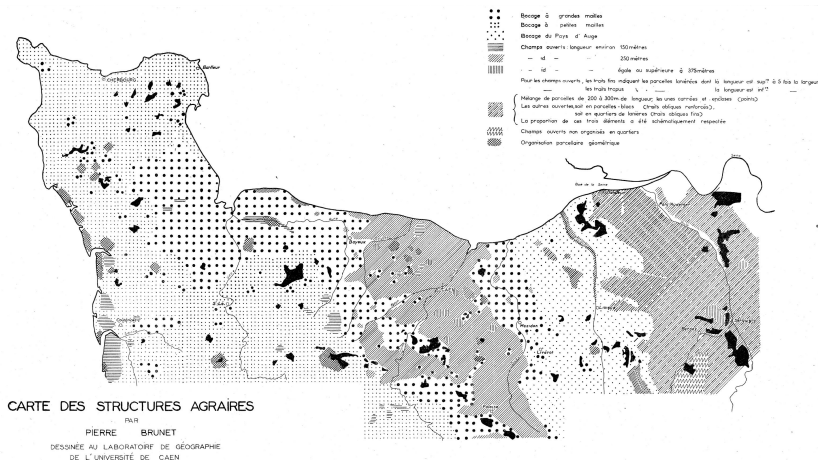 Bocage à grandes mailles
Bocage à petites mailles
Bocage du Pays d' Auge
Champs ouverts : longueur environ 150 mètres
— id — 250 mètres
— id — égale ou supérieure à 375 mètres
Pour les champs ouverts, les traits fins indiquent les parcelles laniérées dont la longueur est supre à 5 fois la largeur
les traits trapus la longueur est infre
Mélange de parcelles de 200 à 300m de longueur, les unes carrées et encloses (points)
Les autres ouvertes, soit en parcelles-blocs (traits obliques renforcés),
soit en quartiers de lanières (traits obliques fins)
La proportion de ces trois éléments a été schématiquement respectée
Champs ouverts non organisés en quartiers
Organisation parcellaire géométrique
Barfleur
CHERBOURG
Baie de la Seine
Bayeux
Coutances
CARTE DES STRUCTURES AGRAIRES
PAR
PIERRE BRUNET
DESSINÉE AU LABORATOIRE DE GÉOGRAPHIE
DE L' UNIVERSITÉ DE CAEN